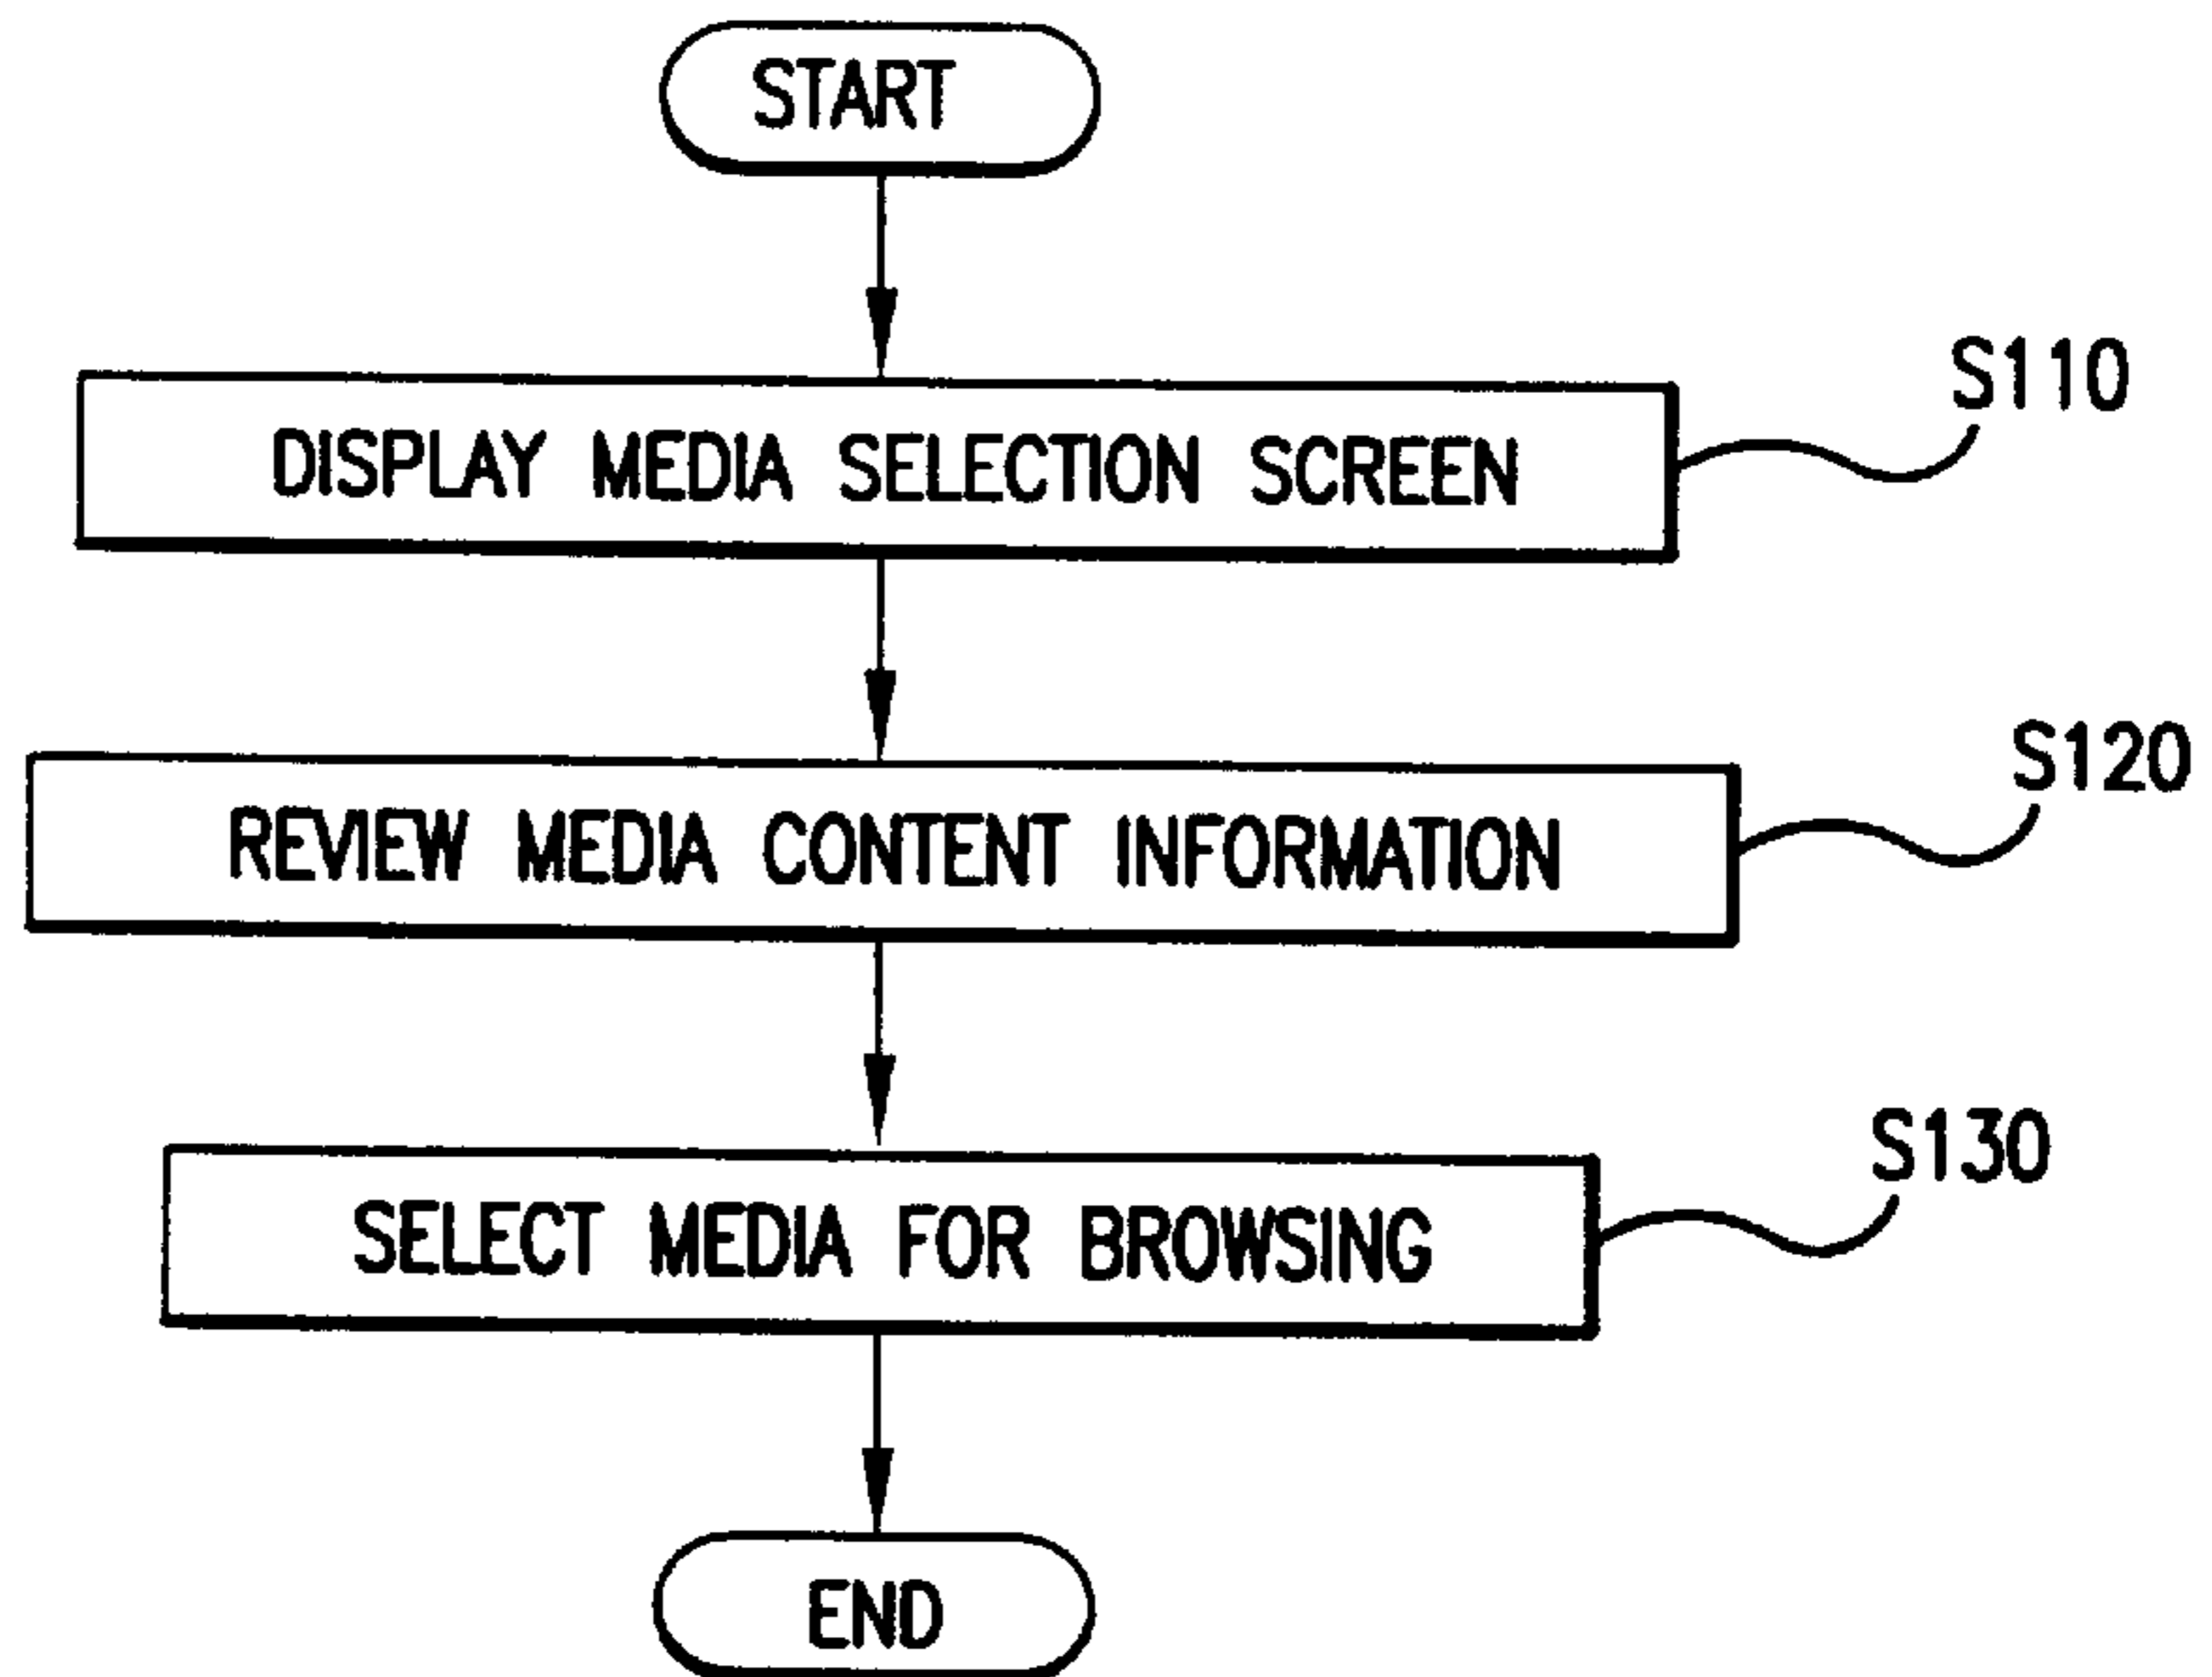 START
S110
DISPLAY MEDIA SELECTION SCREEN
S120
REVIEW MEDIA CONTENT INFORMATION
S130
SELECT MEDIA FOR BROWSING
END